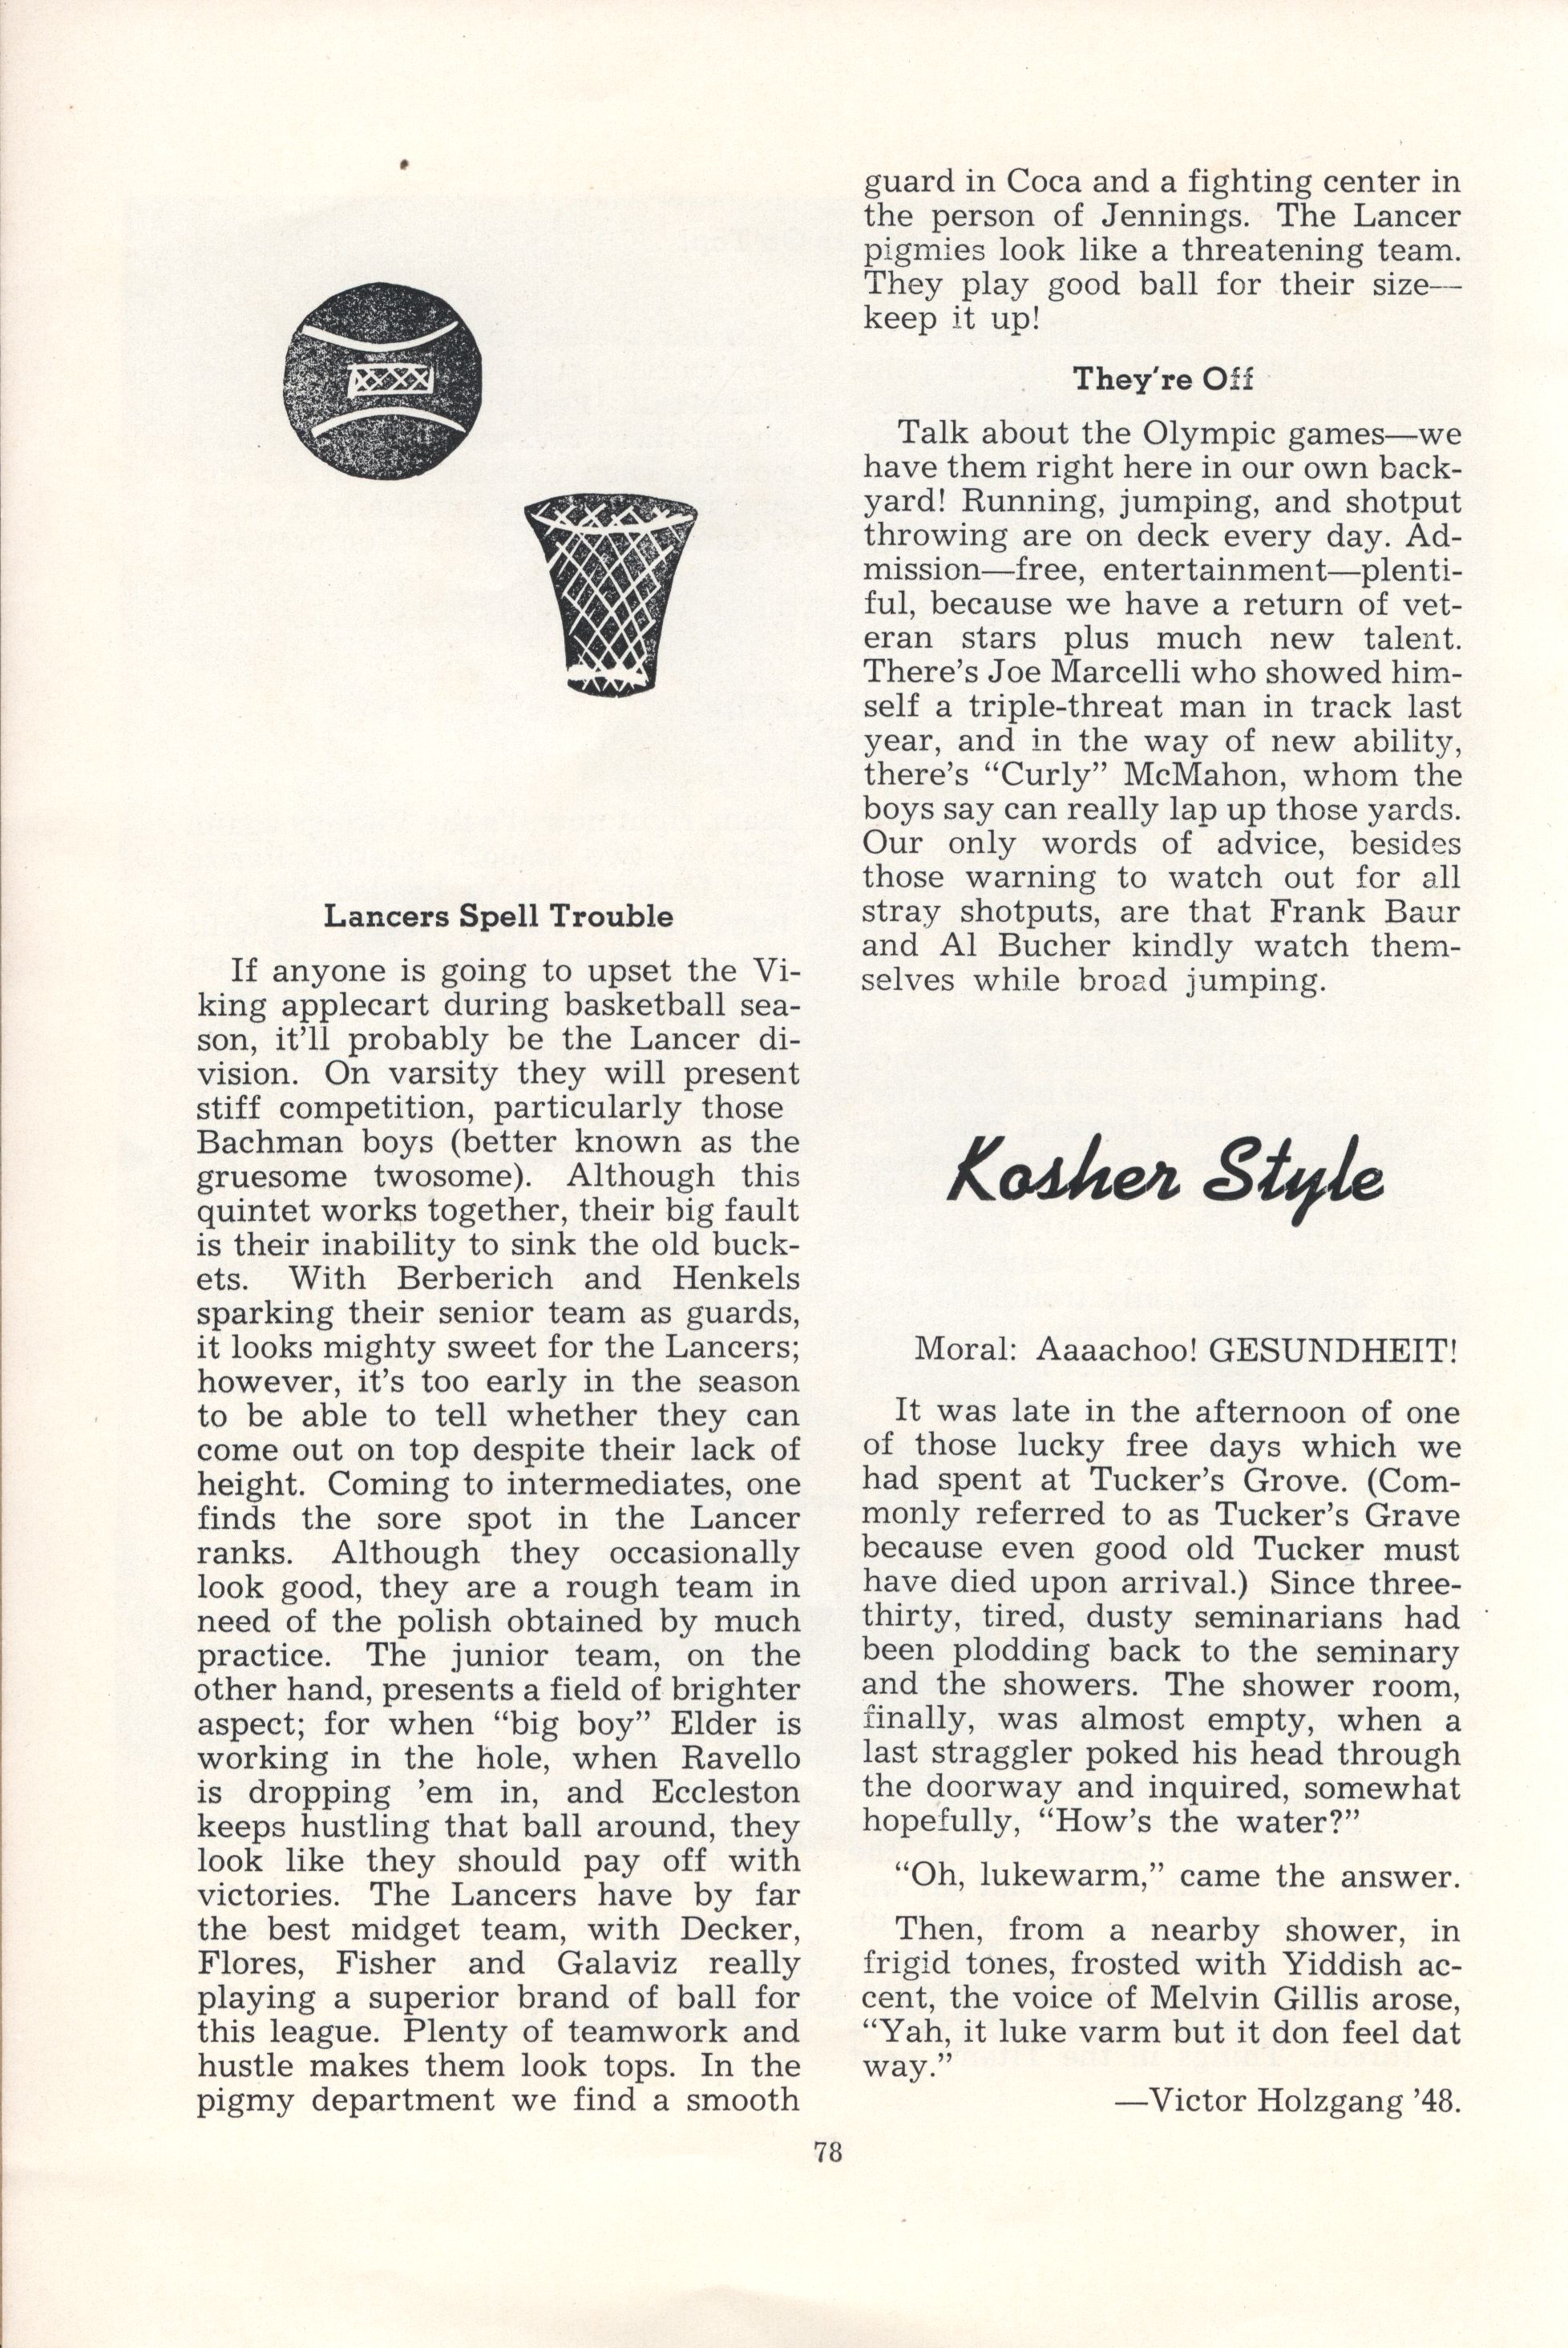 Lancers Spell Trouble
If anyone is going to upset the Vi-
king applecart during basketball sea-
son, it'll probably be the Lancer di-
vision. On varsity they will present
stiff competition, particularly those
Bachman boys (better known as the
gruesome twosome). Although this
quintet works together, their big fault
is their inability to sink the old buck-
ets. With Berberich and Henkels
sparking their senior team as guards,
it looks mighty sweet for the Lancers;
however, it's too early in the season
to be able to tell whether they can
come out on top despite their lack of
height. Coming to intermediates, one
finds the sore spot in the Lancer
ranks. Although they occasionally
look good, they are a rough team in
need of the polish obtained by much
practice. The junior team, on the
other hand, presents a field of brighter
aspect; for when “big boy” Elder is
working in the hole, when Ravello
is dropping ’em in, and Eccleston
keeps hustling that ball around, they
look like they should pay off with
victories. The Lancers have by far
the best midget team, with Decker,
Flores, Fisher and Galaviz really
playing a superior brand of ball for
this league. Plenty of teamwork and
hustle makes them look tops. In the
pigmy department we find a smooth
guard in Coca and a fighting center in
the person of Jennings. The Lancer
pigmies look like a threatening team.
They play good ball for their size—
keep it up!
They're Off
Talk about the Olympic games—we
have them right here in our own back-
yard! Running, jumping, and shotput
throwing are on deck every day. Ad-
mission—free, entertainment—plenti-
ful, because we have a return of vet-
eran stars plus much new talent.
There's Joe Marcelli who showed him-
self a triple-threat man in track last
year, and in the way of new ability,
there's “Curly” McMahon, whom the
boys say can really lap up those yards.
Our only words of advice, besides
those warning to watch out for all
stray shotputs, are that Frank Baur
and Al Bucher kindly watch them-
selves while broad jumping.
Kosher Style
Moral: Aaaachoo! GESUNDHEIT!
It was late in the afternoon of one
of those lucky free days which we
had spent at Tucker's Grove. (Com-
monly referred to as Tucker's Grave
because even good old Tucker must
have died upon arrival.) Since three-
thirty, tired, dusty seminarians had
been plodding back to the seminary
and the showers. The shower room,
finally, was almost empty, when a
last straggler poked his head through
the doorway and inquired, somewhat
hopefully, “How's the water?”
“Oh, lukewarm,” came the answer.
Then, from a nearby shower, in
frigid tones, frosted with Yiddish ac-
cent, the voice of Melvin Gillis arose,
“Yah, it luke varm but it don feel dat
way.”
—Victor Holzgang ’48.
78